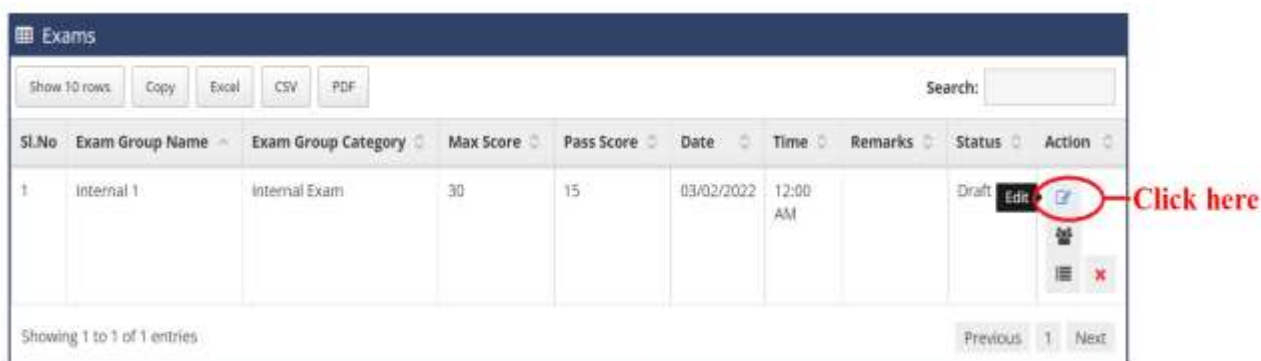 Exams
Show 10 rows Copy Excel CSV PDF Search:
Sl.No Exam Group Name Exam Group Category Max Score Pass Score Date Time Remarks Status Action
1 Internal 1 Internal Exam 30 15 03/02/2022 12:00 Draft Edit Click here
AM
Showing 1 to 1 of 1 entries Previous 1 Next